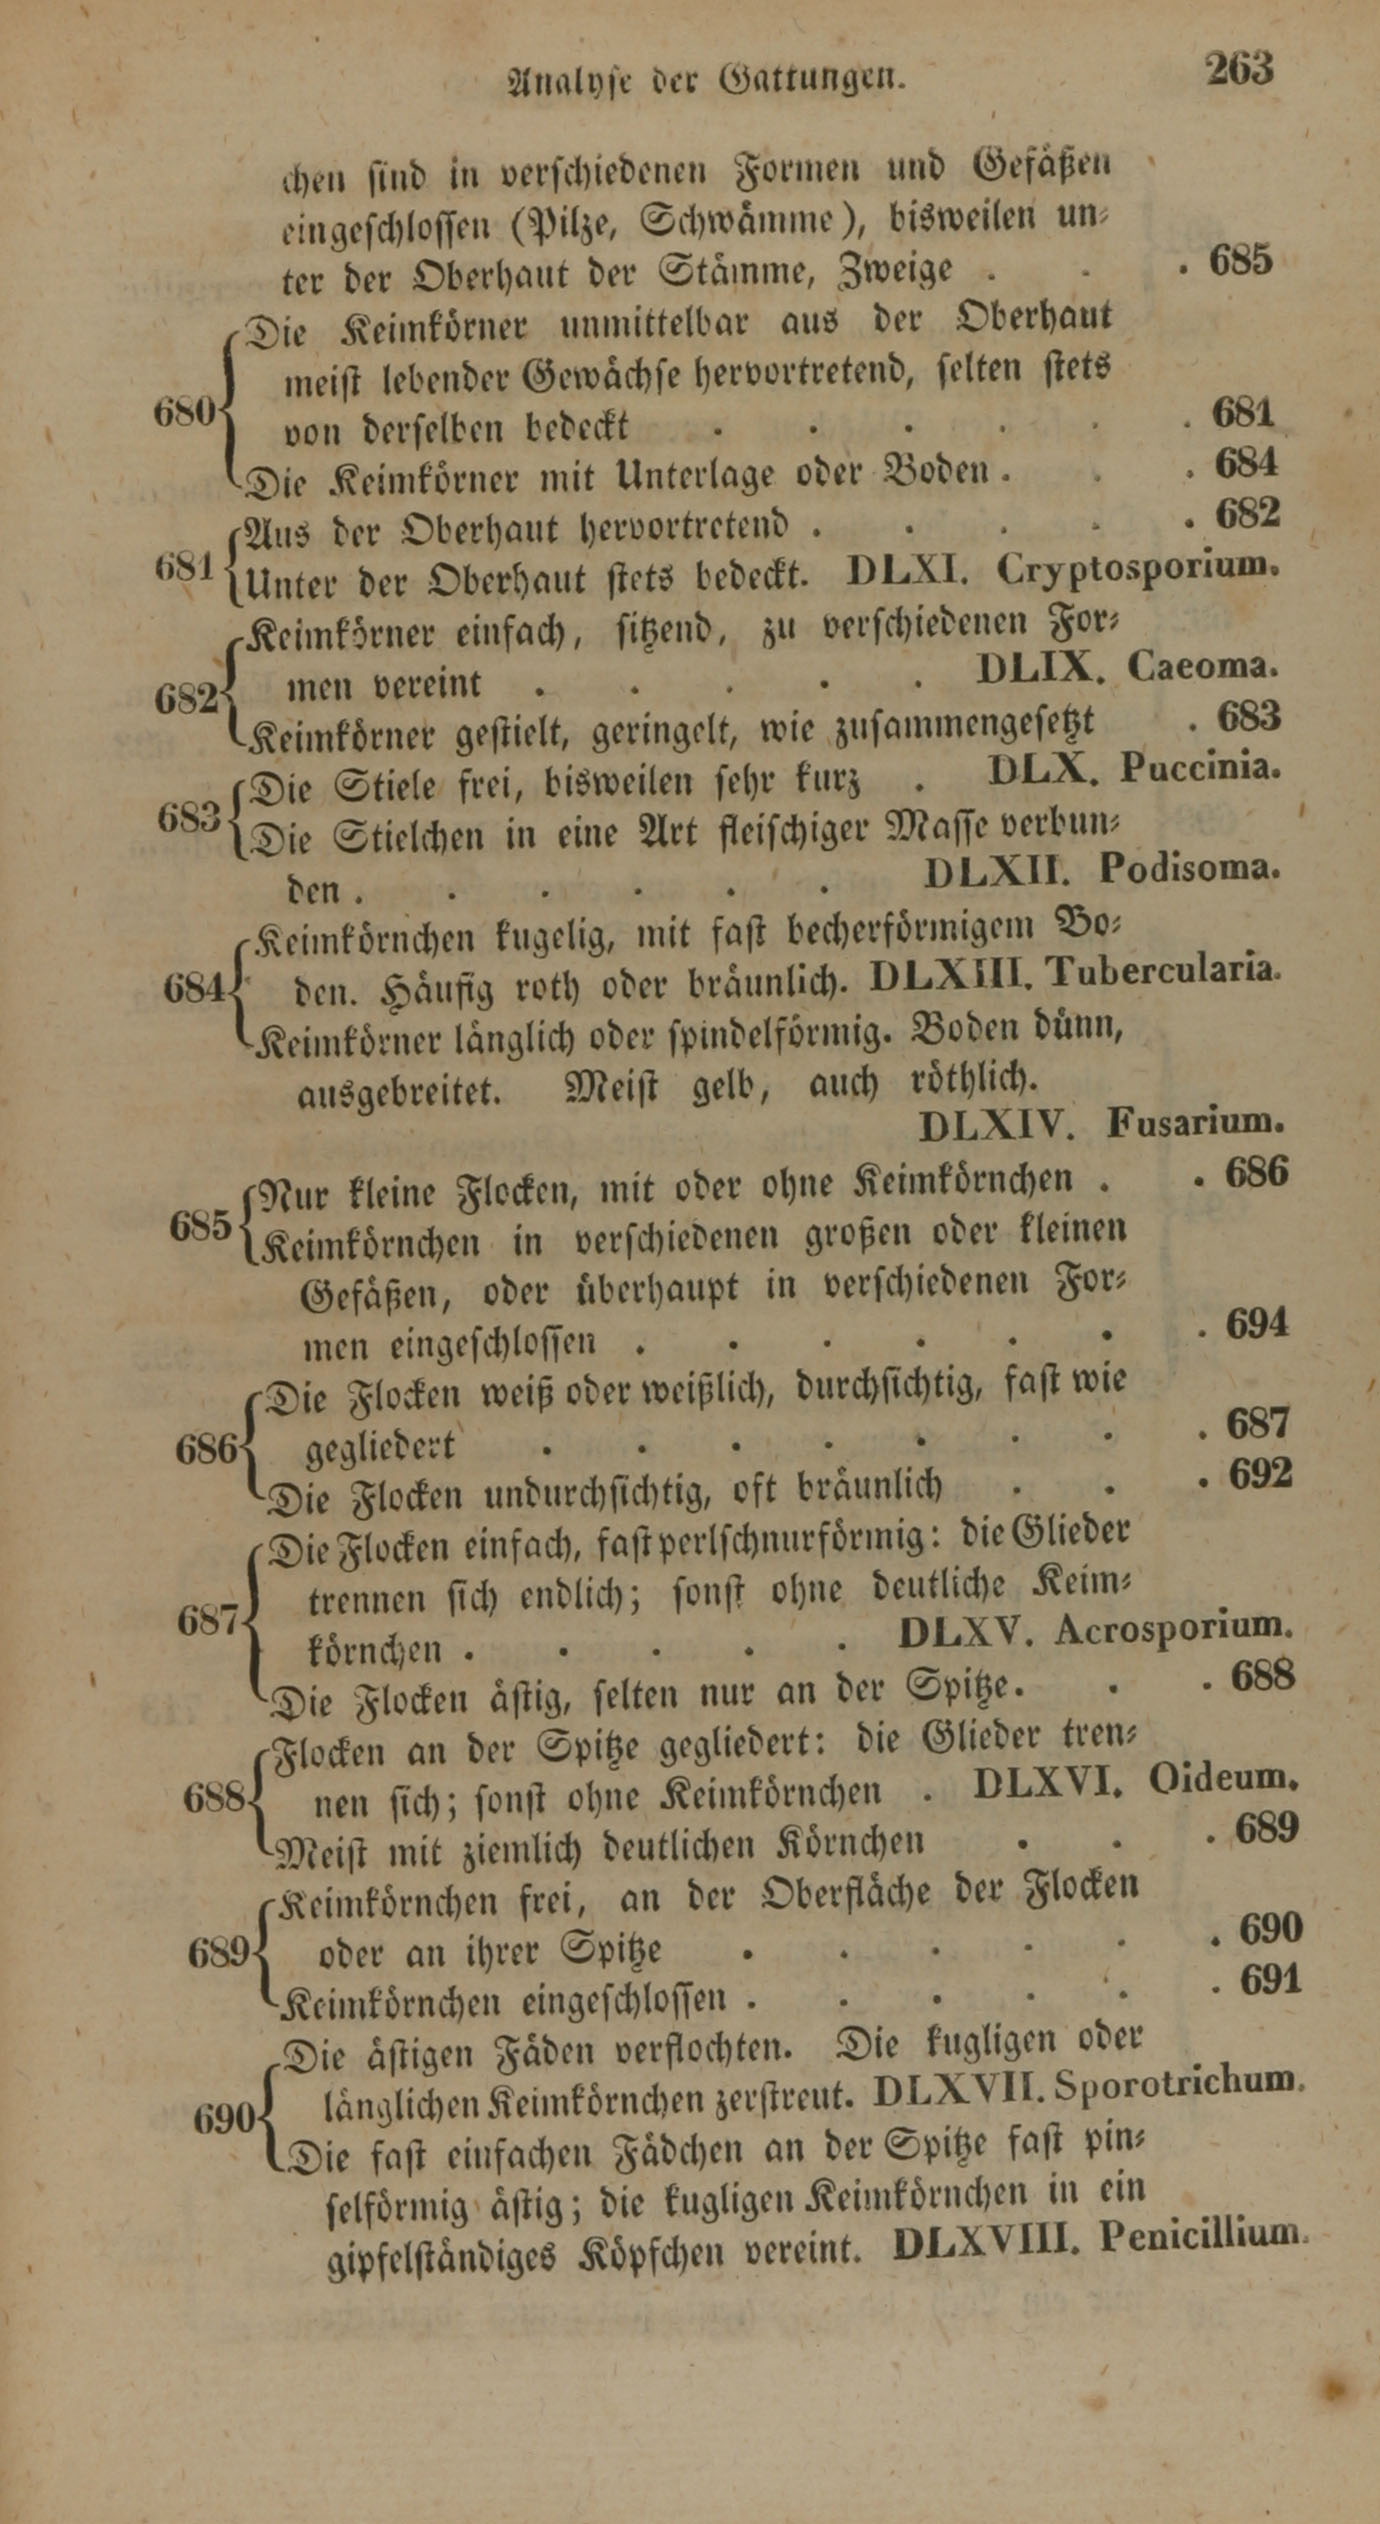 Analyse der Gattungen. 263
chen sind in verschiedenen Formen und Gefäßen
eingeschlossen (Pilze, Schwämme), bisweilen un-
ter der Oberhaut der Stämme, Zweige . . . 685
Die Keimkörner unmittelbar aus der Oberhaut
meist lebender Gewächse hervortretend, selten stets
680 von derselben bedeckt . . . . . . 681
Die Keimkörner mit Unterlage oder Boden . . . 684
Aus der Oberhaut hervortretend . . . . . 682
681 Unter der Oberhaut stets bedeckt. DLXI. Cryptosporium.
Keimkörner einfach, sitzend, zu verschiedenen For-
682 men vereint . . . . . DLIX. Caeoma.
Keimkörner gestielt, geringelt, wie zusammengesetzt . 683
Die Stiele frei, bisweilen sehr kurz . DLX. Puccinia.
683 Die Stielchen in eine Art fleischiger Masse verbun-
den . . . . . . DLXII. Podisoma.
Keimkörnchen kugelig, mit fast becherförmigem Bo-
684 den. Häufig roth oder bräunlich. DLXIII. Tubercularia.
Keimkörner länglich oder spindelförmig. Boden dünn,
ausgebreitet. Meist gelb, auch röthlich.
DLXIV. Fusarium.
Nur kleine Flocken, mit oder ohne Keimkörnchen . . 686
685 Keimkörnchen in verschiedenen großen oder kleinen
Gefäßen, oder überhaupt in verschiedenen For-
men eingeschlossen . . . . . . . 694
Die Flocken weiß oder weißlich, durchsichtig, fast wie
686 gegliedert . . . . . . . . 687
Die Flocken undurchsichtig, oft bräunlich . . . 692
Die Flocken einfach, fast perlschnurförmig: die Glieder
trennen sich endlich; sonst ohne deutliche Keim-
687 körnchen . . . . . DLXV. Acrosporium.
Die Flocken ästig, selten nur an der Spitze. . . 688
Flocken an der Spitze gegliedert: die Glieder tren-
688 nen sich; sonst ohne Keimkörnchen . DLXVI. Oideum.
Meist mit ziemlich deutlichen Körnchen . . . 689
Keimkörnchen frei, an der Oberfläche der Flocken
689 oder an ihrer Spitze . . . . . . 690
Keimkörnchen eingeschlossen . . . . . . 691
Die ästigen Fäden verflochten. Die kugligen oder
690 länglichen Keimkörnchen zerstreut. DLXVII. Sporotrichum.
Die fast einfachen Fädchen an der Spitze fast pin-
selförmig ästig; die kugligen Keimkörnchen in ein
gipfelständiges Köpfchen vereint. DLXVIII. Penicillium.